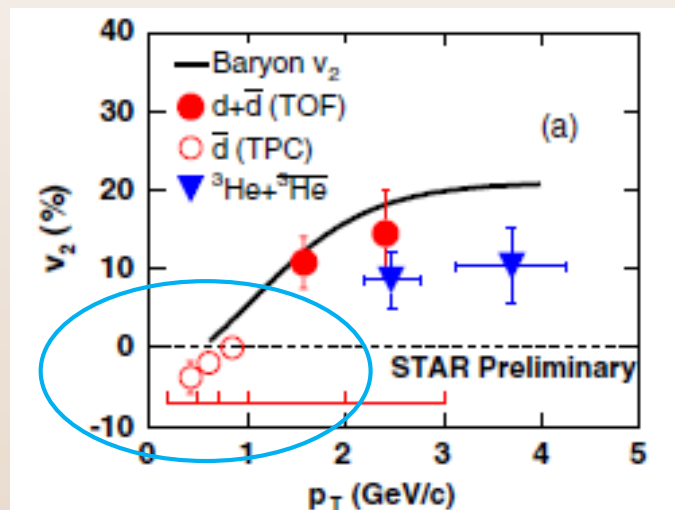 40
30
20
10
0
-10
v₂ (%)
Baryon v₂
d+d̅ (TOF)
d̅ (TPC)
³He+³H̅e̅
(a)
STAR Preliminary
0 1 2 3 4 5
p_T (GeV/c)